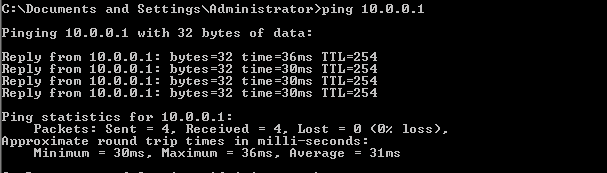 C:\Documents and Settings\Administrator>ping 10.0.0.1
Pinging 10.0.0.1 with 32 bytes of data:
Reply from 10.0.0.1: bytes=32 time=36ms TTL=254
Reply from 10.0.0.1: bytes=32 time=30ms TTL=254
Reply from 10.0.0.1: bytes=32 time=30ms TTL=254
Reply from 10.0.0.1: bytes=32 time=30ms TTL=254
Ping statistics for 10.0.0.1:
Packets: Sent = 4, Received = 4, Lost = 0 (0% loss),
Approximate round trip times in milli-seconds:
Minimum = 30ms, Maximum = 36ms, Average = 31ms